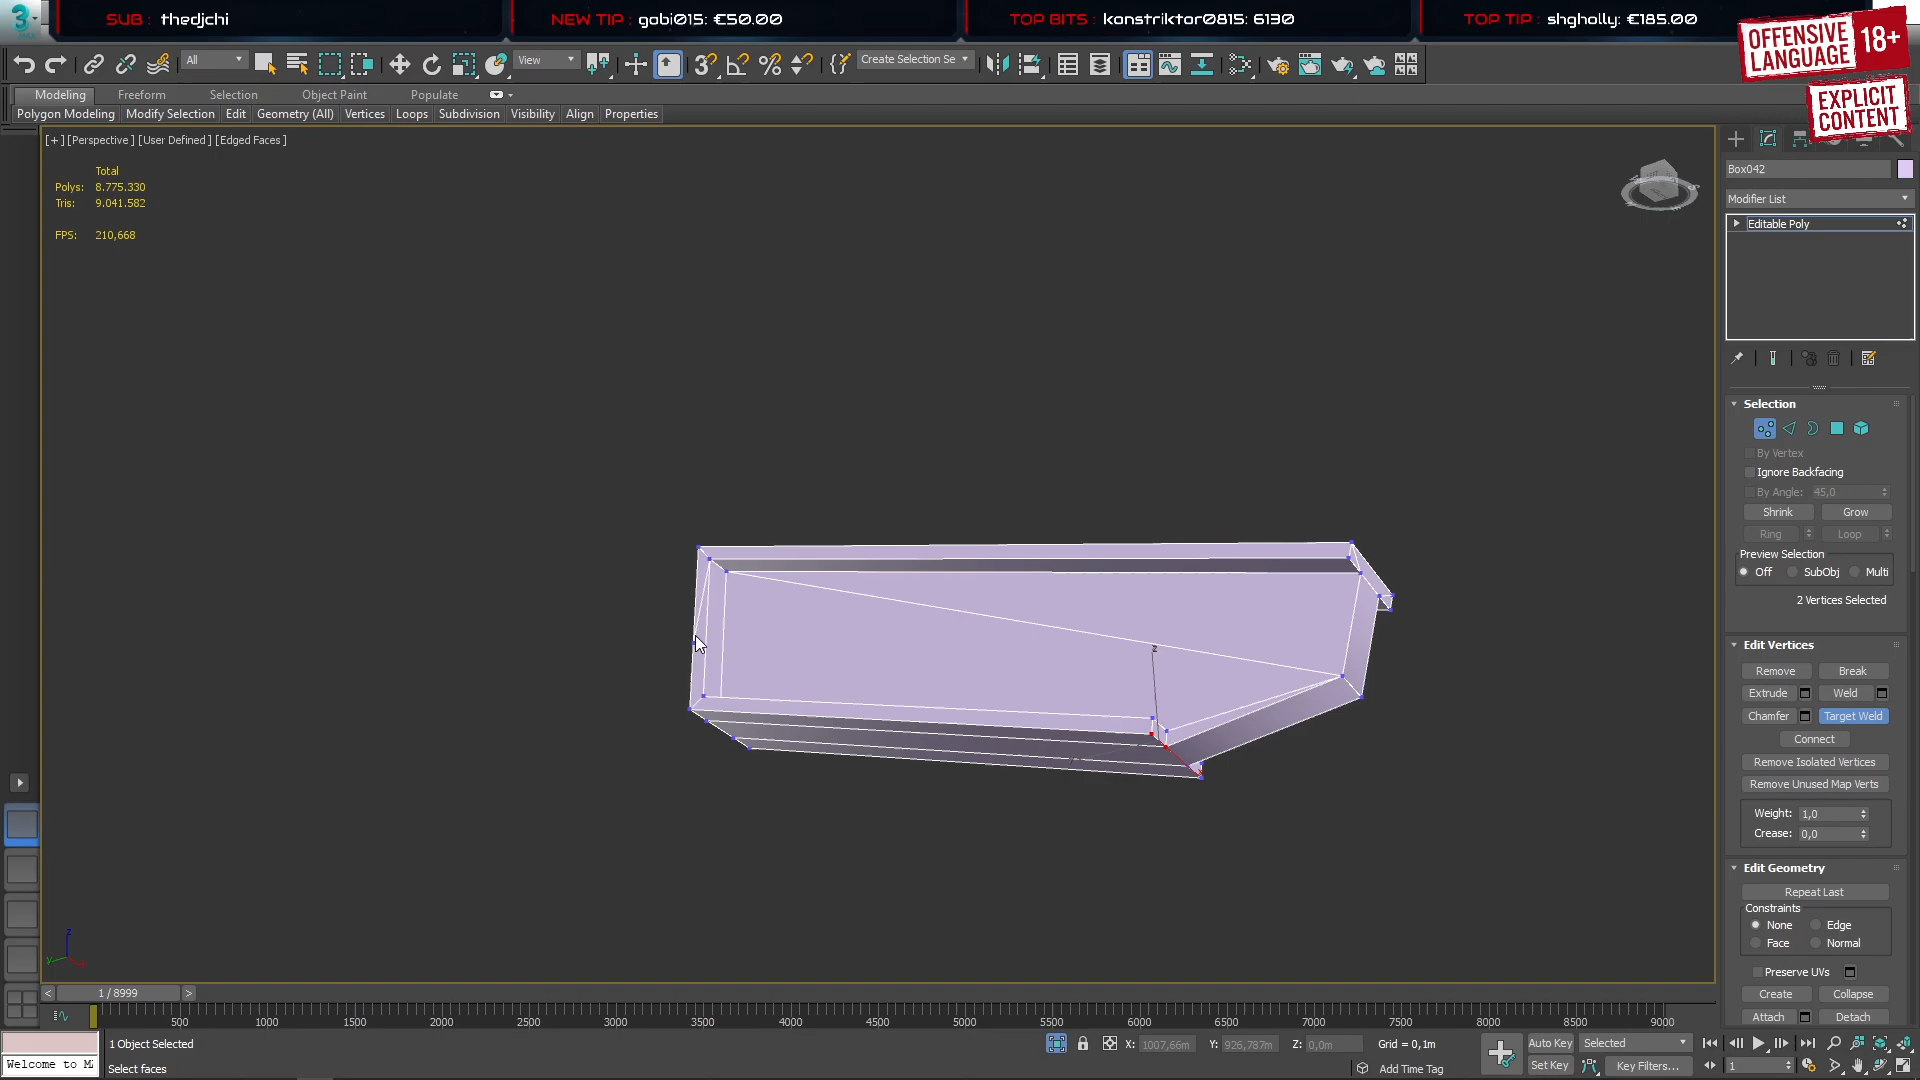 SUB : thedjchi
NEW TIP : gobi015: €50.00
TOP BITS : konstriktor0815: 6130
TOP TIP : shgholly: €185.00
OFFENSIVE LANGUAGE 18+
EXPLICIT CONTENT
All
View
Create Selection Se
Modeling Freeform Selection Object Paint Populate
Polygon Modeling Modify Selection Edit Geometry (All) Vertices Loops Subdivision Visibility Align Properties
[+] [Perspective ] [User Defined ] [Edged Faces ]
Total
Polys: 8.775.330
Tris: 9.041.582
FPS: 210,668
Box042
Modifier List
Editable Poly
Selection
By Vertex
Ignore Backfacing
By Angle: 45,0
Shrink Grow
Ring Loop
Preview Selection
Off SubObj Multi
2 Vertices Selected
Edit Vertices
Remove Break
Extrude Weld
Chamfer Target Weld
Connect
Remove Isolated Vertices
Remove Unused Map Verts
Weight: 1,0
Crease: 0,0
Edit Geometry
Repeat Last
Constraints
None Edge
Face Normal
Preserve UVs
Create Collapse
Attach Detach
z
z
y
< 1 / 8999 >
500 1000 1500 2000 2500 3000 3500 4000 4500 5000 5500 6000 6500 7000 7500 8000 8500 9000
1 Object Selected
X: 1007,66m Y: 926,787m Z: 0,0m Grid = 0,1m
Auto Key Selected
Welcome to M
Select faces
Add Time Tag
Set Key Key Filters...
1